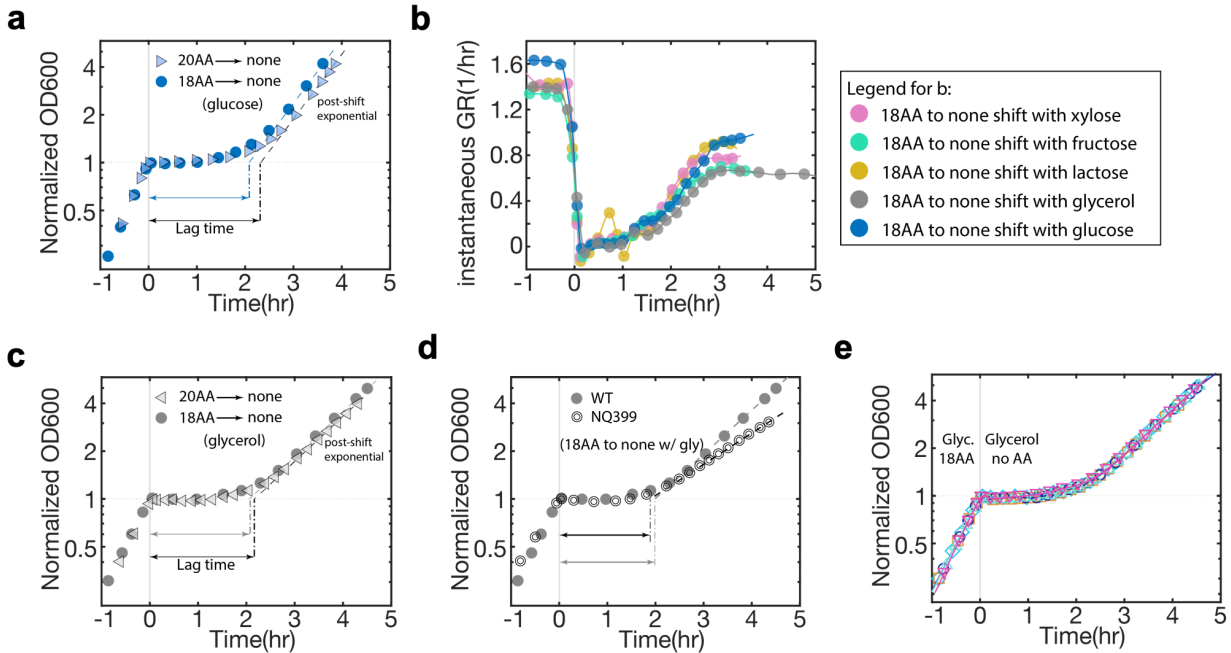 a
Normalized OD600
4
2
1
0.5
20AA → none
18AA → none
(glucose)
post-shift
exponential
Lag time
-1 0 1 2 3 4 5
Time(hr)
b
instantaneous GR(1/hr)
1.6
1.2
0.8
0.4
0
-1 0 1 2 3 4 5
Time(hr)
Legend for b:
18AA to none shift with xylose
18AA to none shift with fructose
18AA to none shift with lactose
18AA to none shift with glycerol
18AA to none shift with glucose
c
Normalized OD600
4
2
1
0.5
20AA → none
18AA → none
(glycerol)
post-shift
exponential
Lag time
-1 0 1 2 3 4 5
Time(hr)
d
Normalized OD600
4
2
1
0.5
WT
NQ399
(18AA to none w/ gly)
-1 0 1 2 3 4 5
Time(hr)
e
Normalized OD600
4
2
1
0.5
Glyc.
18AA
Glycerol
no AA
-1 0 1 2 3 4 5
Time(hr)